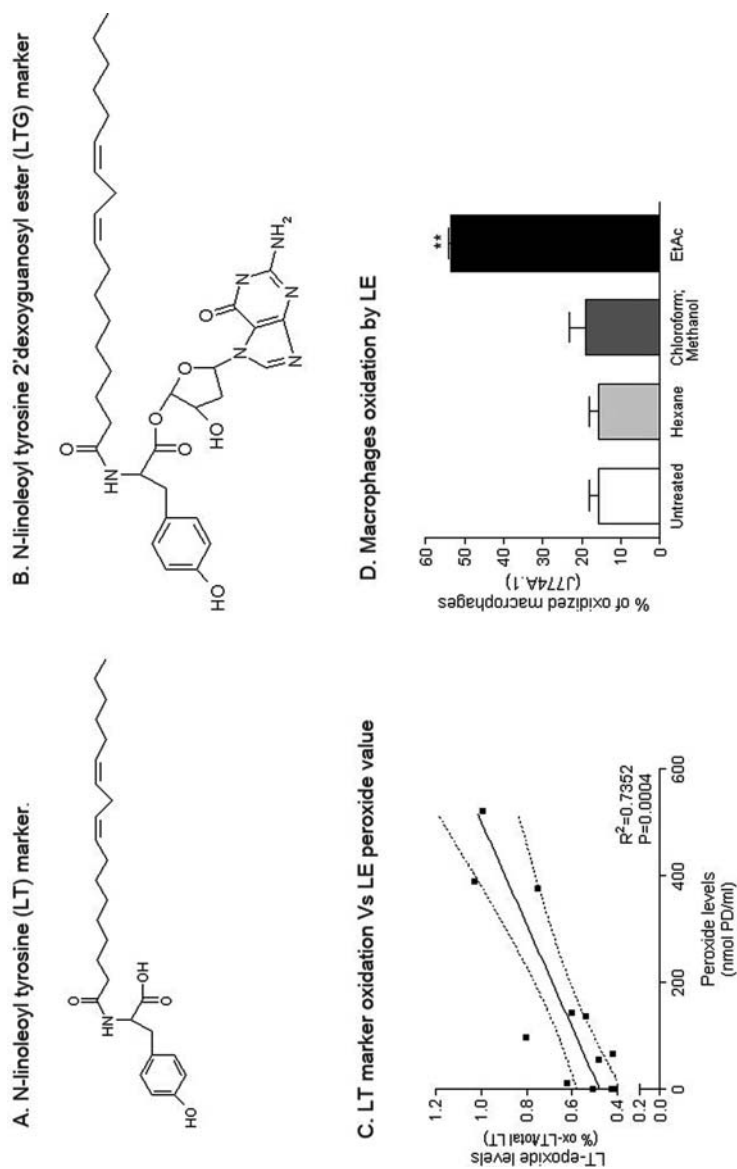 A. N-linoleoyl tyrosine (LT) marker.
O
HN
OH
O
HO
B. N-linoleoyl tyrosine 2'dexoyguanosyl ester (LTG) marker
O
HN
O
O
O
HO
HO
N
N
O
N
N
NH2
C. LT marker oxidation Vs LE peroxide value
LT-epoxide levels
(% ox-LT/total LT)
1.2
1.0
0.8
0.6
0.4
0.2
0.0
0
200
400
600
R²=0.7352
P=0.0004
Peroxide levels
(nmol PD/ml)
D. Macrophages oxidation by LE
% of oxidized macrophages
(J774A.1)
60
50
40
30
20
10
0
**
Untreated
Hexane
Chloroform;
Methanol
EtAc